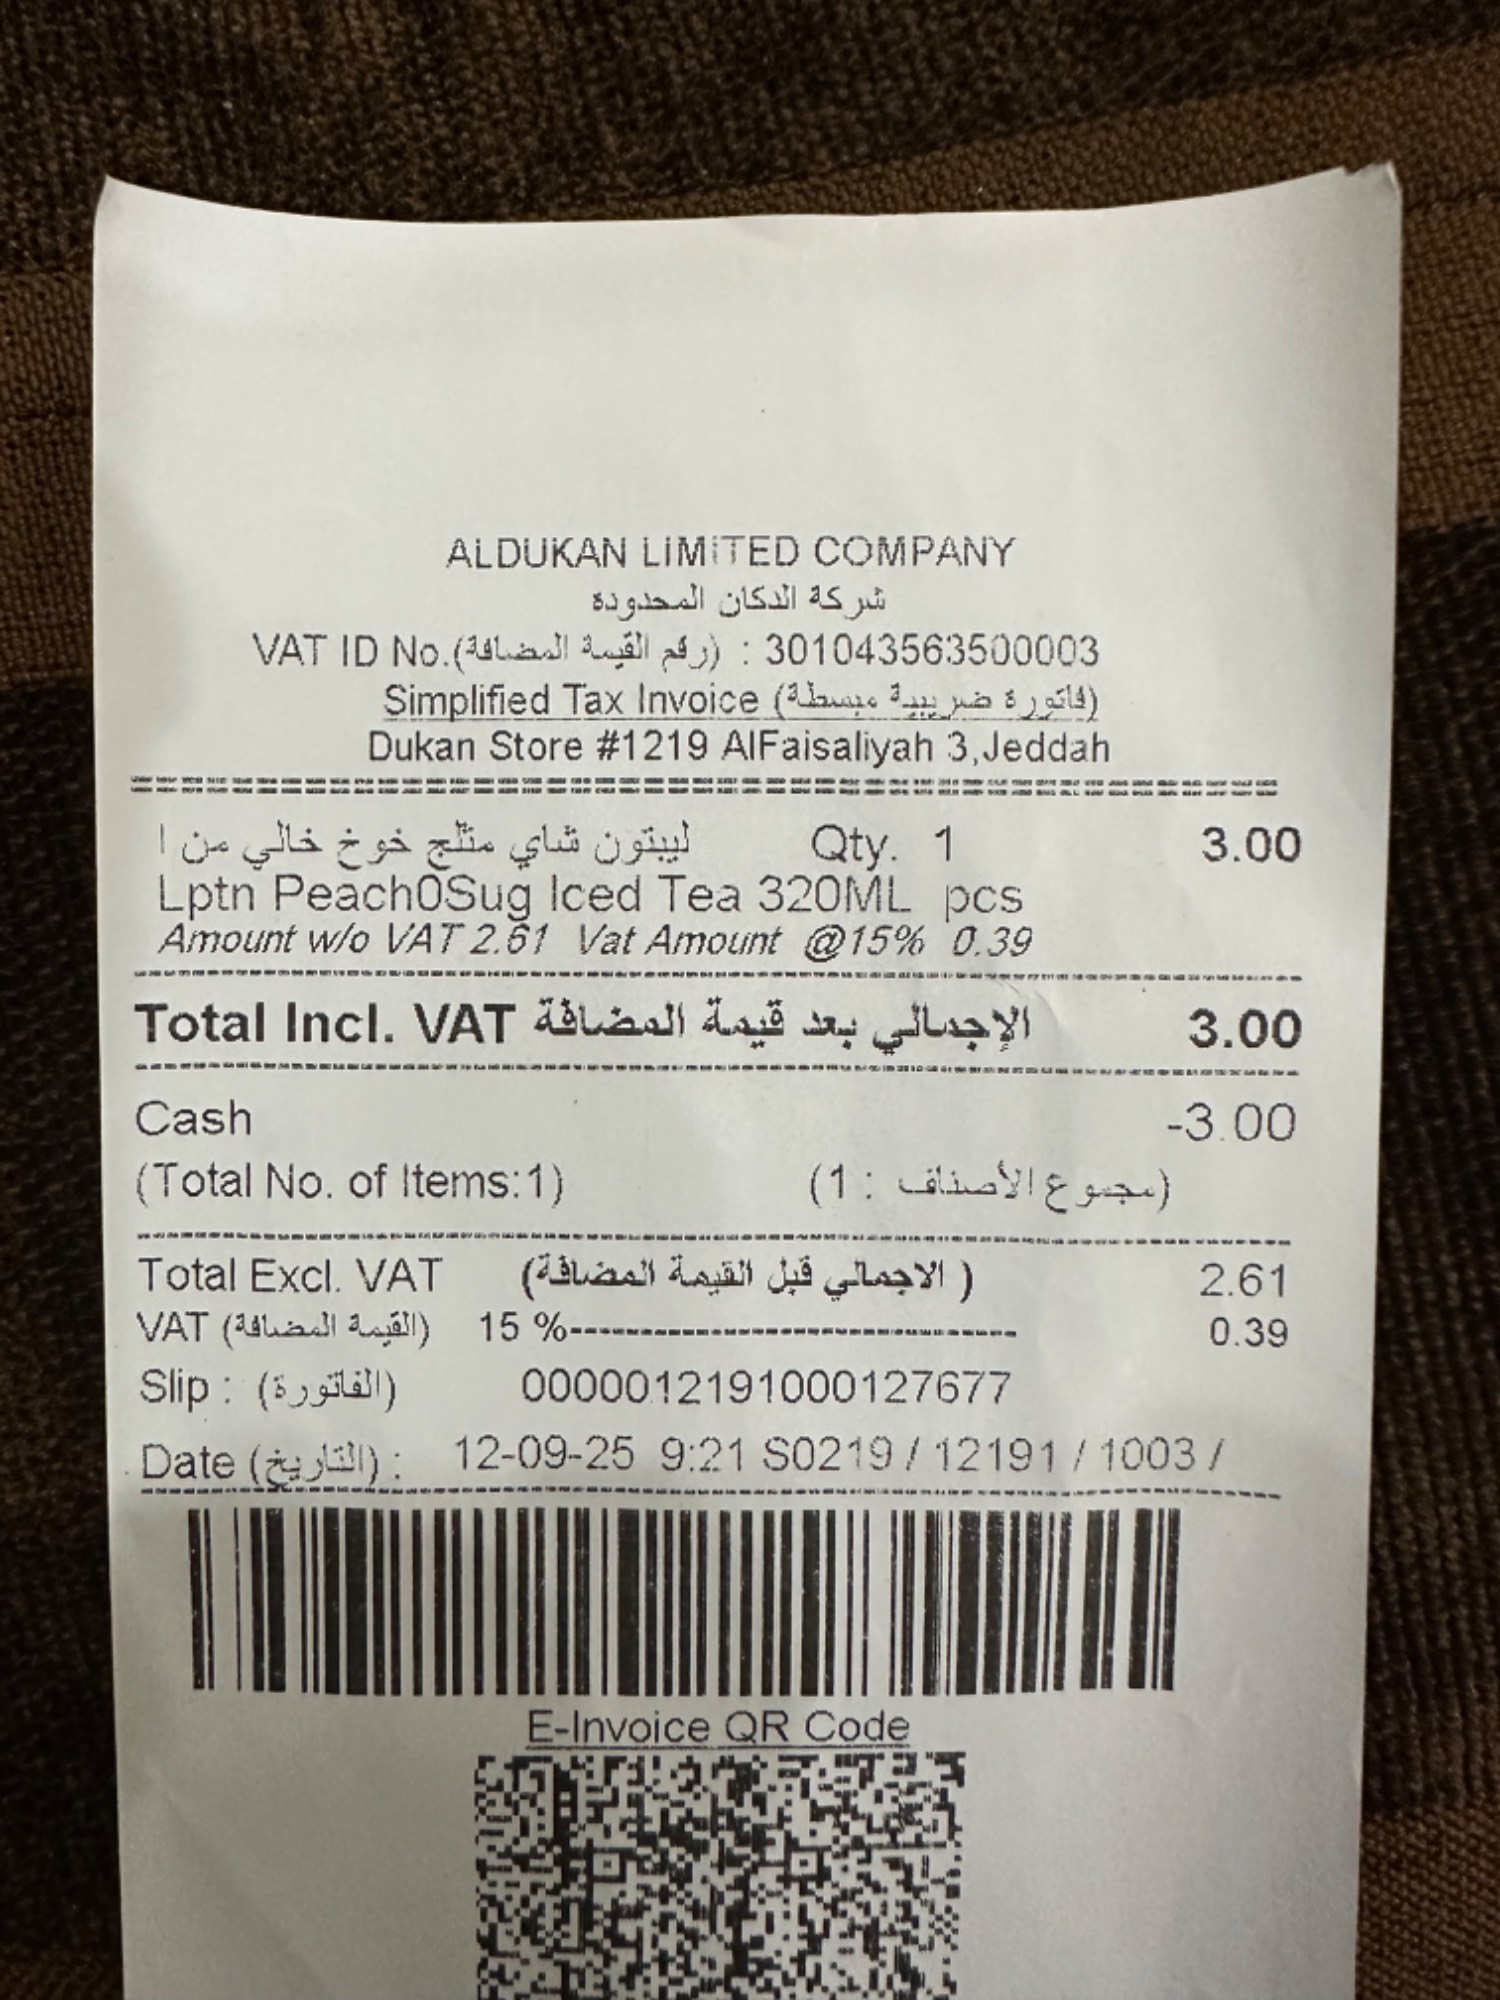 ALDUKAN LIMITED COMPANY
شركة الدكان المحدوده
VAT ID No.(رقم القيمة المضافة) : 301043563500003
Simplified Tax Invoice (فاتورة ضريبية مبسطة)
Dukan Store #1219 AlFaisaliyah 3,Jeddah
ليبتون شاي مثلج خوخ خالي من ا Qty. 1 3.00
Lptn Peach0Sug Iced Tea 320ML pcs
Amount w/o VAT 2.61 Vat Amount @15% 0.39
Total Incl. VAT الإجمالي بعد قيمة المضافة 3.00
Cash -3.00
(Total No. of Items:1) (مجموع الأصناف : 1)
Total Excl. VAT ( الاجمالي قبل القيمة المضافة) 2.61
VAT (القيمة المضافة) 15 %------------------------------ 0.39
Slip : (الفاتورة) 0000012191000127677
Date (التاريخ) : 12-09-25 9:21 S0219 / 12191 / 1003 /
E-Invoice QR Code